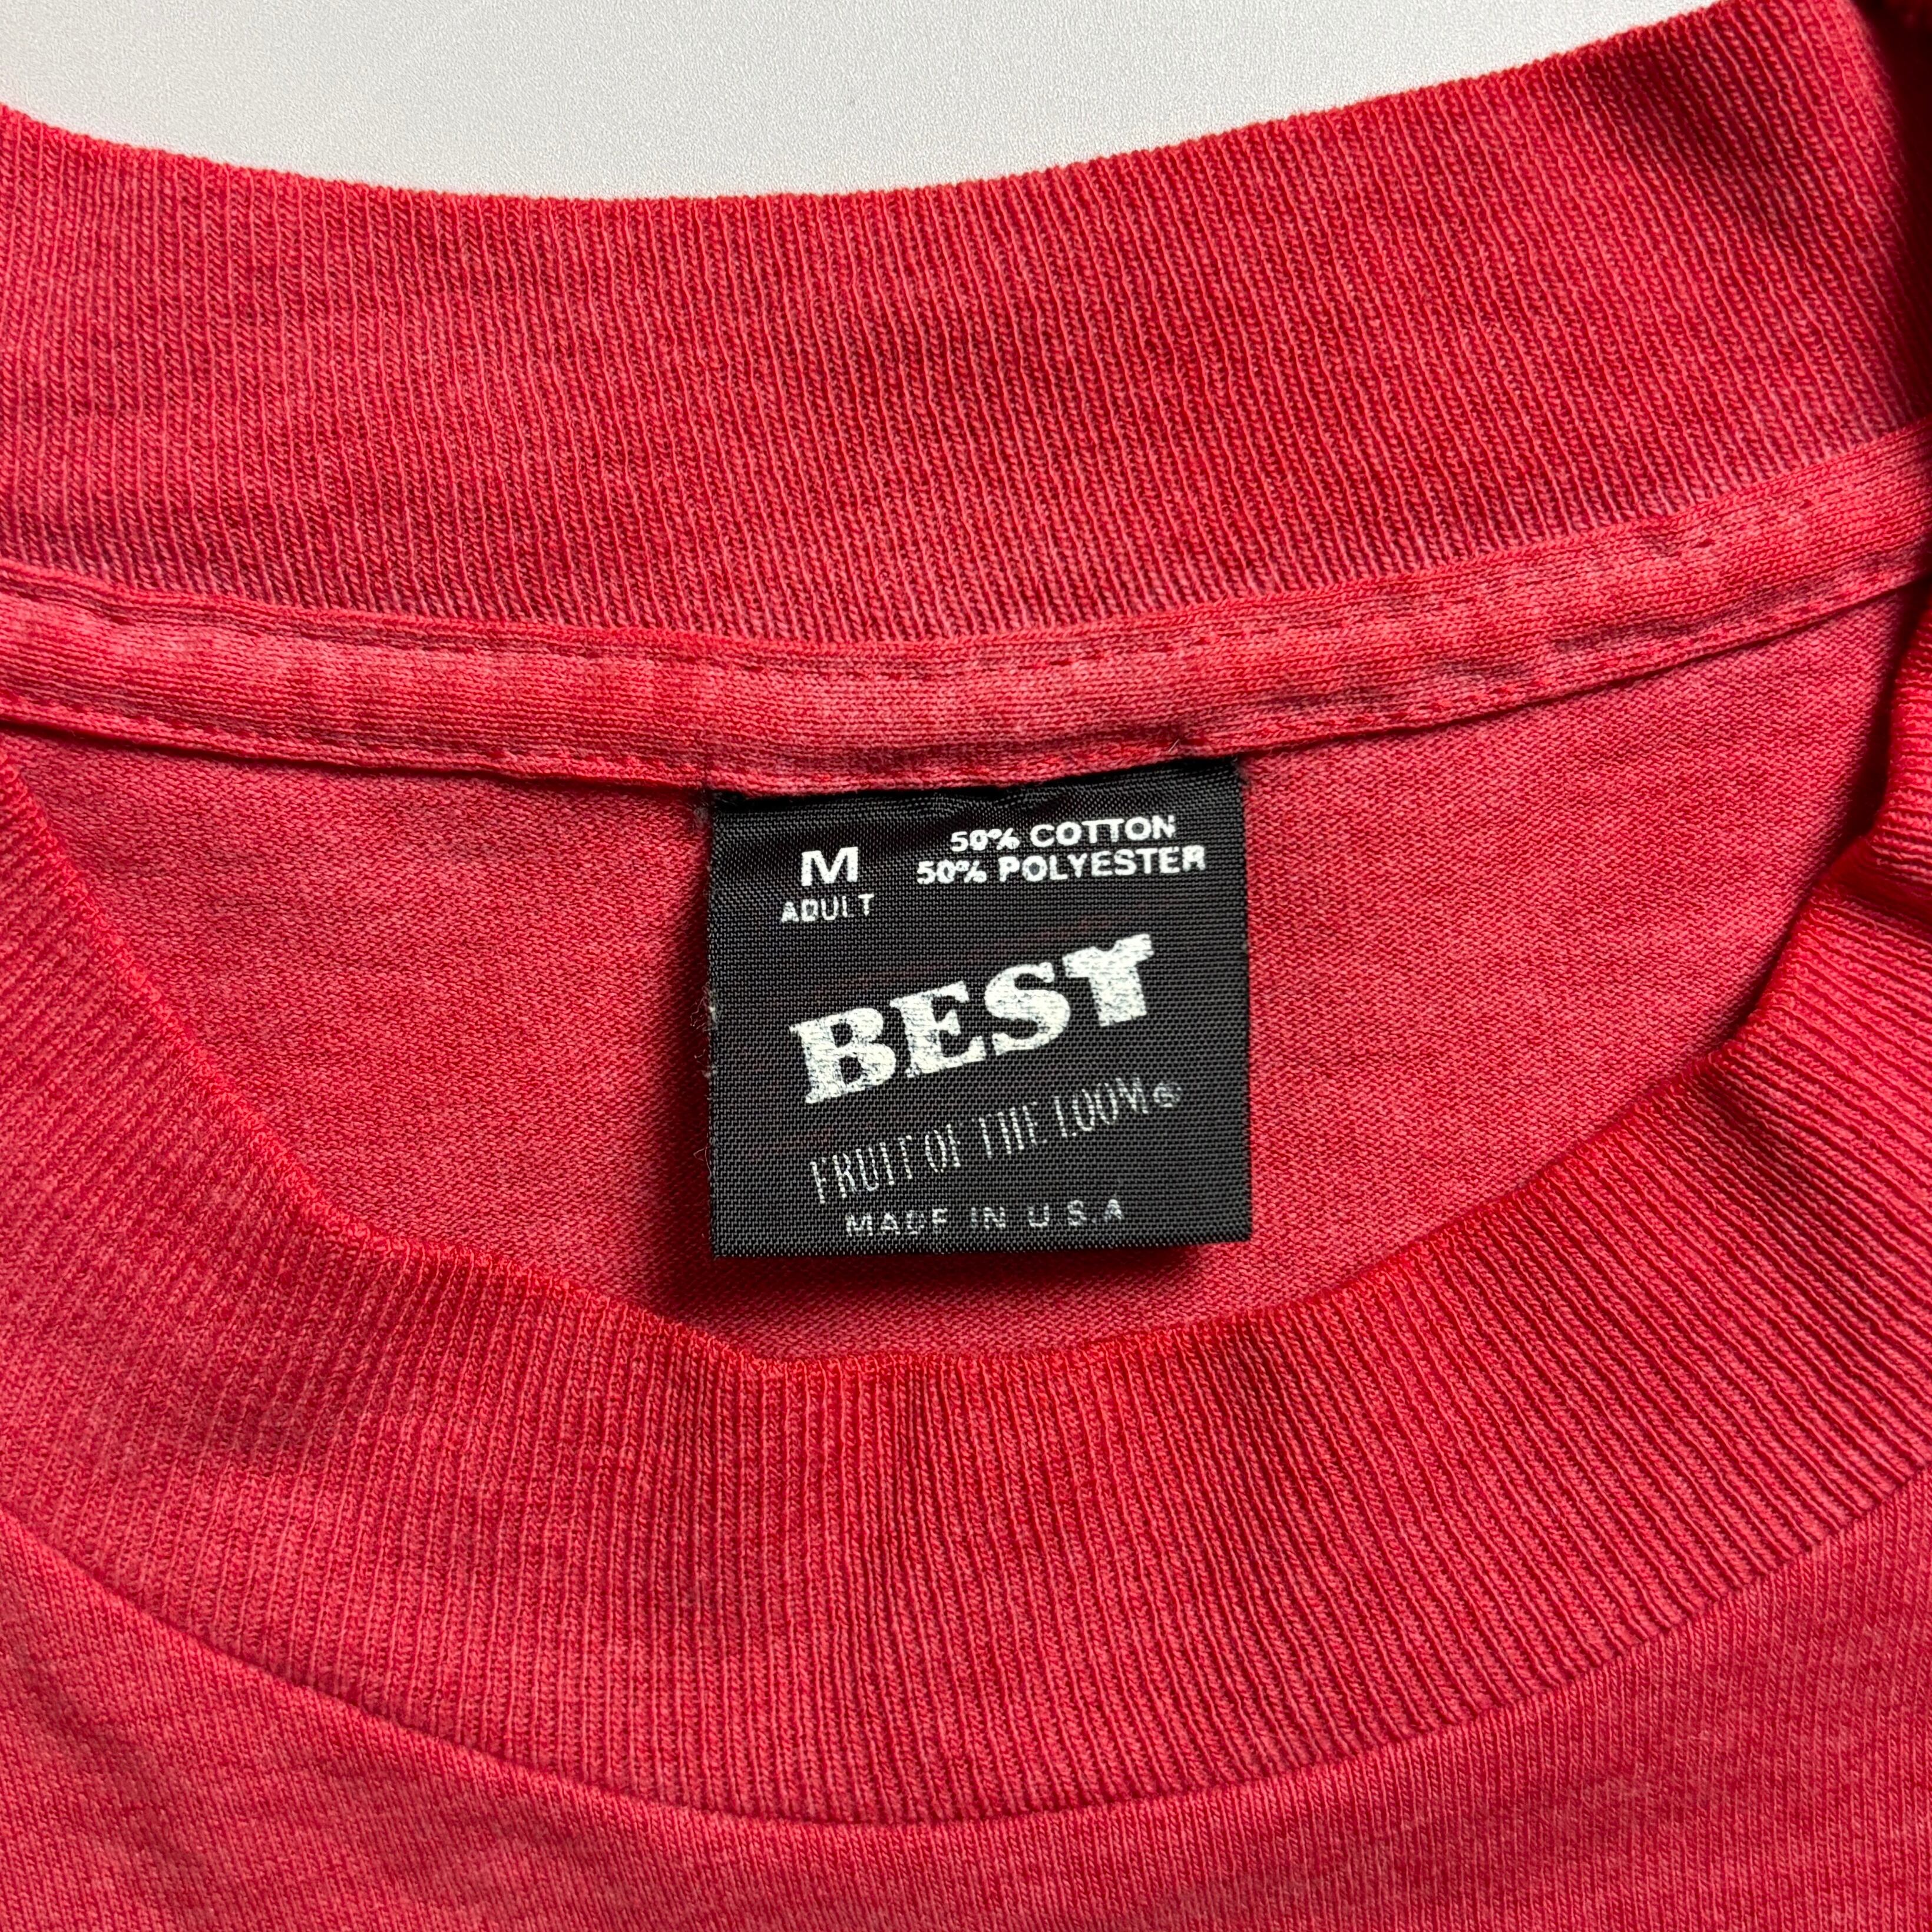 M
ADULT
50% COTTON
50% POLYESTER
BEST
FRUIT OF THE LOOM®
MADE IN U.S.A